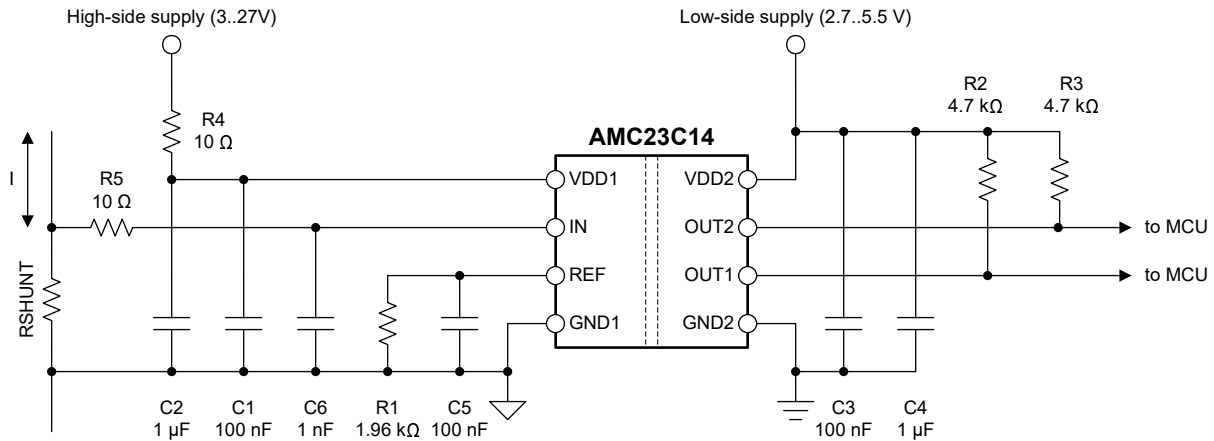 High-side supply (3..27V)
Low-side supply (2.7..5.5 V)
R4
10 Ω
R2
4.7 kΩ
R3
4.7 kΩ
AMC23C14
I
R5
10 Ω
VDD1
VDD2
IN
OUT2
to MCU
REF
OUT1
to MCU
RSHUNT
GND1
GND2
C2
1 µF
C1
100 nF
C6
1 nF
R1
1.96 kΩ
C5
100 nF
C3
100 nF
C4
1 µF